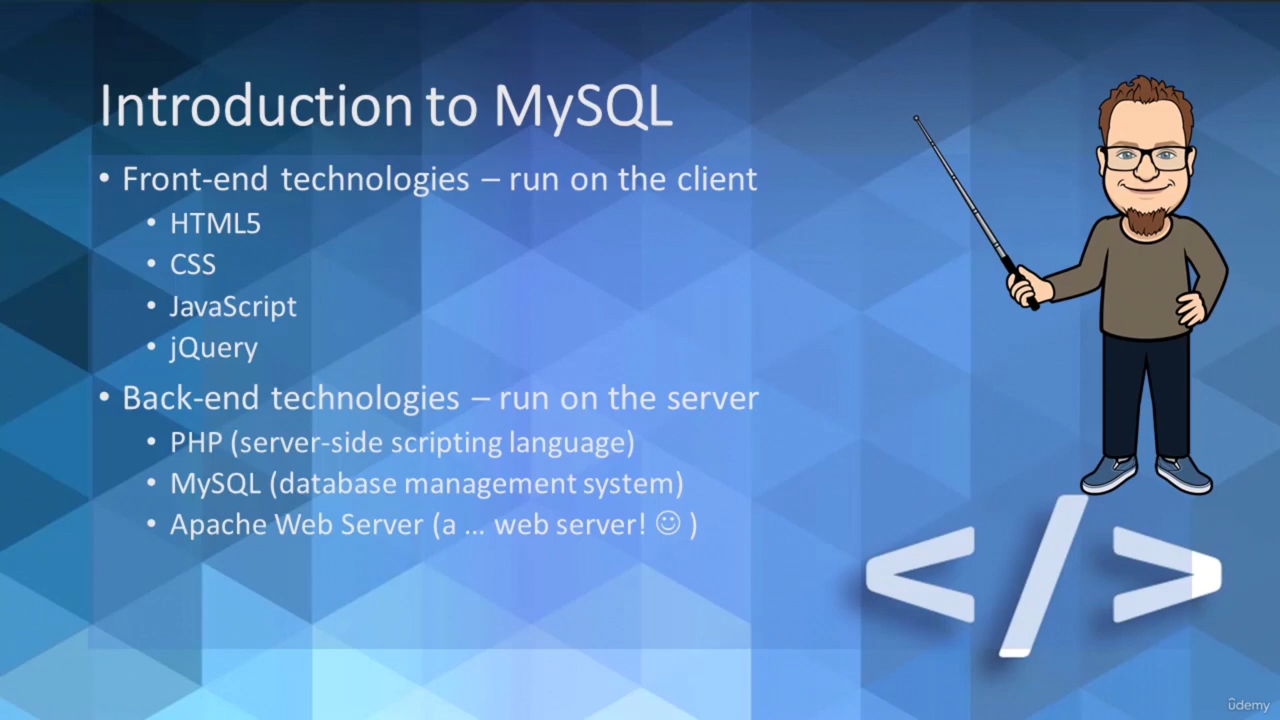 Introduction to MySQL
• Front-end technologies – run on the client
• HTML5
• CSS
• JavaScript
• jQuery
• Back-end technologies – run on the server
• PHP (server-side scripting language)
• MySQL (database management system)
• Apache Web Server (a ... web server! ☺ )
</>
ûdemy